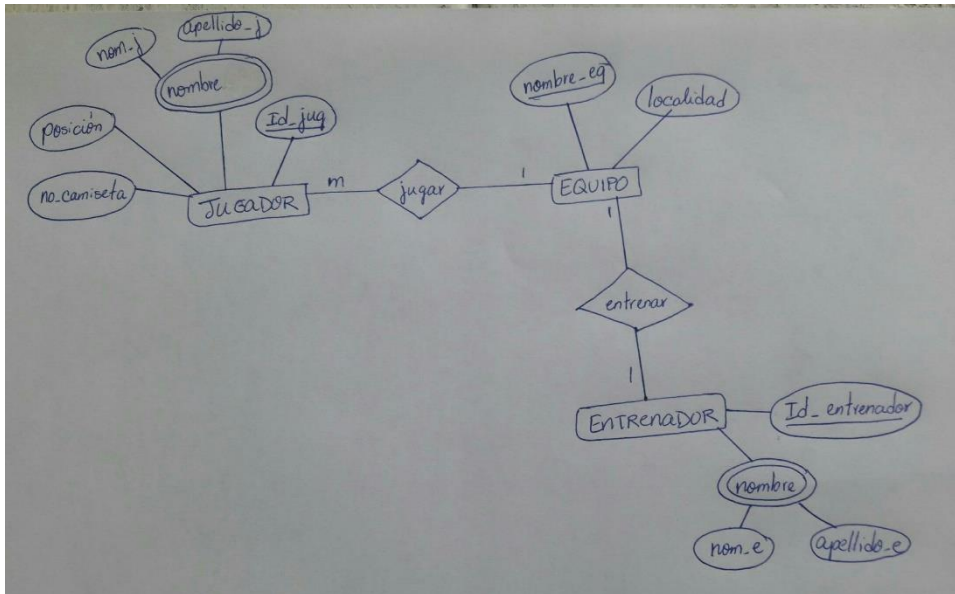 apellido_j
nom_j
nombre
posición
Id_jug
no_camiseta
JUGADOR
m
jugar
1
nombre_eq
localidad
EQUIPO
1
entrenar
1
ENTRENADOR
Id_entrenador
nombre
nom_e
apellido_e